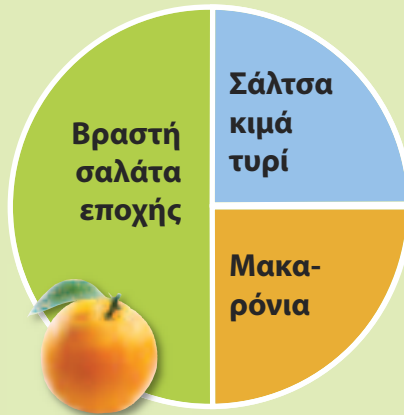 Βραστή
σαλάτα
εποχής
Σάλτσα
κιμά
τυρί
Μακα-
ρόνια